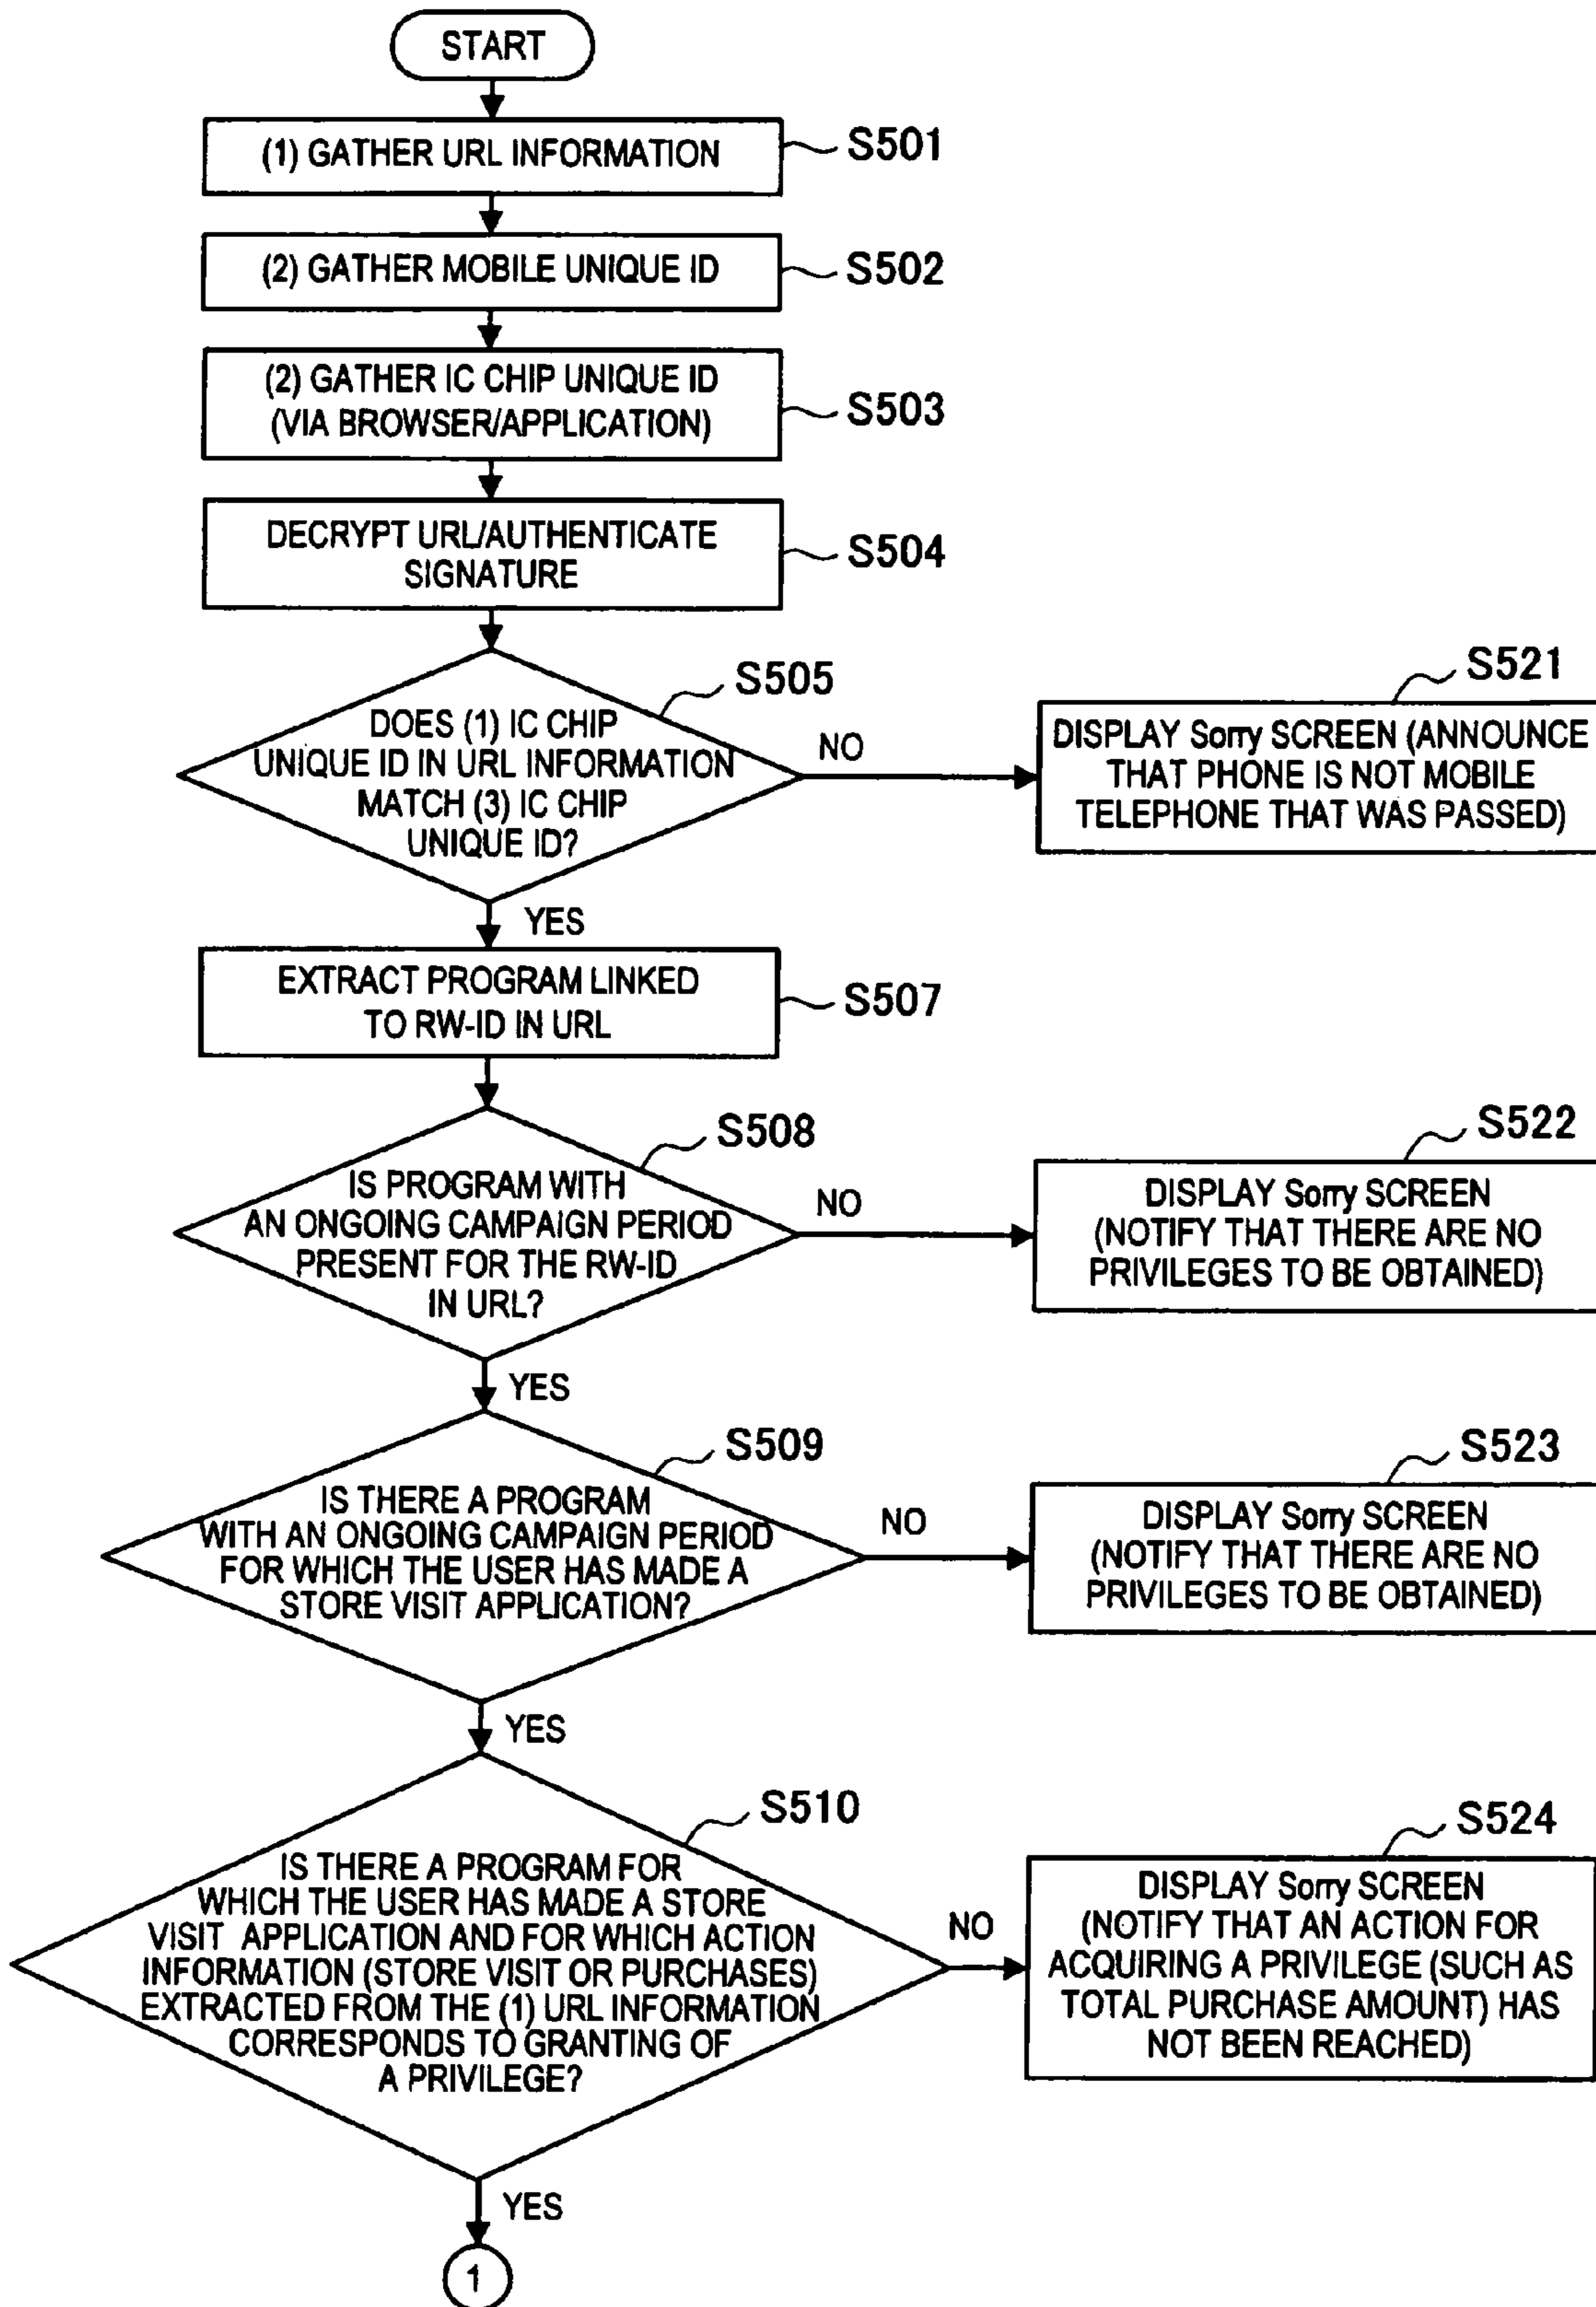 START
(1) GATHER URL INFORMATION
S501
(2) GATHER MOBILE UNIQUE ID
S502
(2) GATHER IC CHIP UNIQUE ID
(VIA BROWSER/APPLICATION)
S503
DECRYPT URL/AUTHENTICATE
SIGNATURE
S504
S505
DOES (1) IC CHIP
UNIQUE ID IN URL INFORMATION
MATCH (3) IC CHIP
UNIQUE ID?
NO
S521
DISPLAY Sorry SCREEN (ANNOUNCE
THAT PHONE IS NOT MOBILE
TELEPHONE THAT WAS PASSED)
YES
EXTRACT PROGRAM LINKED
TO RW-ID IN URL
S507
S508
IS PROGRAM WITH
AN ONGOING CAMPAIGN PERIOD
PRESENT FOR THE RW-ID
IN URL?
NO
S522
DISPLAY Sorry SCREEN
(NOTIFY THAT THERE ARE NO
PRIVILEGES TO BE OBTAINED)
YES
S509
IS THERE A PROGRAM
WITH AN ONGOING CAMPAIGN PERIOD
FOR WHICH THE USER HAS MADE A
STORE VISIT APPLICATION?
NO
S523
DISPLAY Sorry SCREEN
(NOTIFY THAT THERE ARE NO
PRIVILEGES TO BE OBTAINED)
YES
S510
IS THERE A PROGRAM FOR
WHICH THE USER HAS MADE A STORE
VISIT APPLICATION AND FOR WHICH ACTION
INFORMATION (STORE VISIT OR PURCHASES)
EXTRACTED FROM THE (1) URL INFORMATION
CORRESPONDS TO GRANTING OF
A PRIVILEGE?
NO
S524
DISPLAY Sorry SCREEN
(NOTIFY THAT AN ACTION FOR
ACQUIRING A PRIVILEGE (SUCH AS
TOTAL PURCHASE AMOUNT) HAS
NOT BEEN REACHED)
YES
1